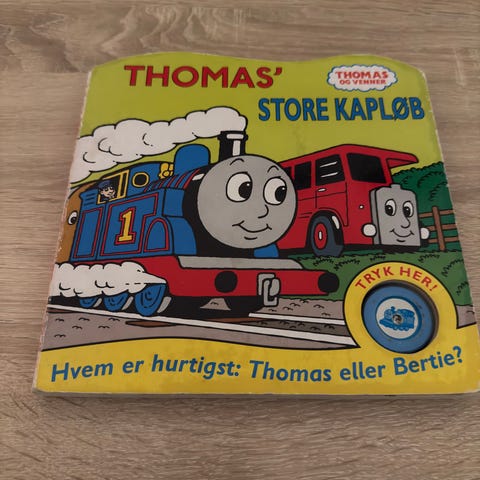 THOMAS'
THOMAS
OG VENNER
STORE KAPLØB
1
TRYK HER!
Hvem er hurtigst: Thomas eller Bertie?